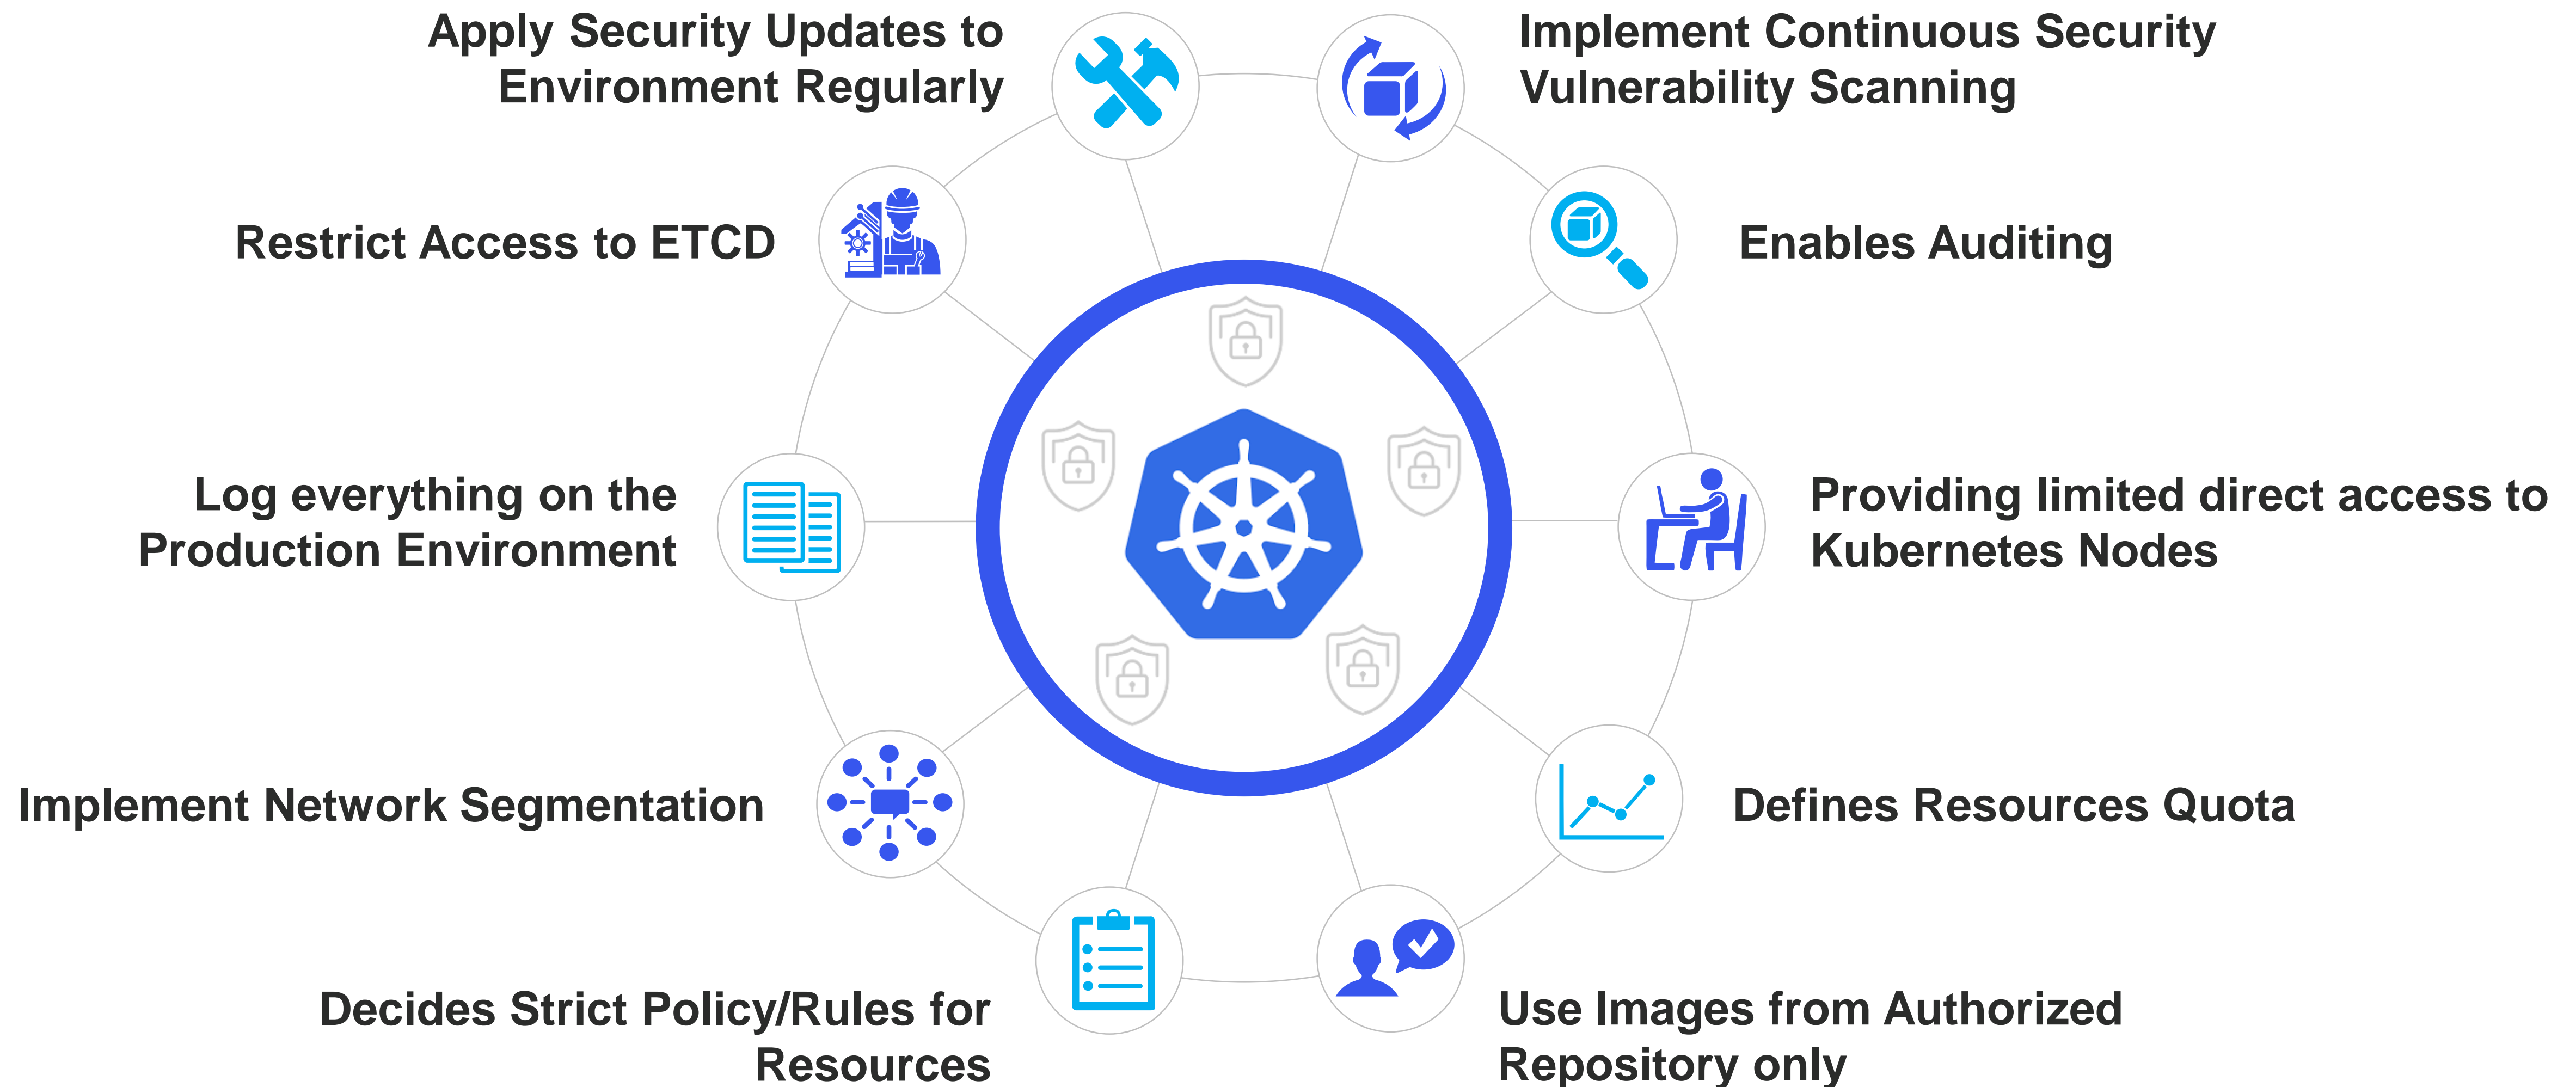 Apply Security Updates to
Environment Regularly
Implement Continuous Security
Vulnerability Scanning
Restrict Access to ETCD
Enables Auditing
Log everything on the
Production Environment
Providing limited direct access to
Kubernetes Nodes
Implement Network Segmentation
Defines Resources Quota
Decides Strict Policy/Rules for
Resources
Use Images from Authorized
Repository only